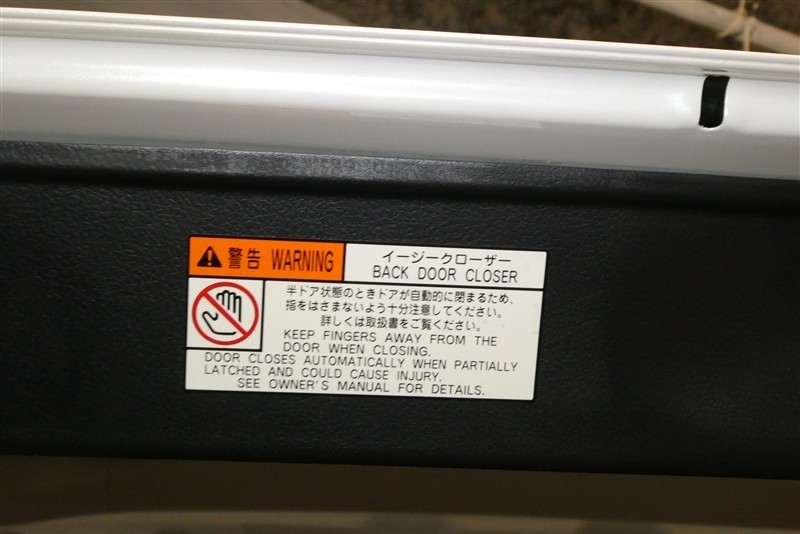 警告 WARNING
イージークローザー
BACK DOOR CLOSER
半ドア状態のときドアが自動的に閉まるため、
指をはさまないよう十分注意してください。
詳しくは取扱書をご覧ください。
KEEP FINGERS AWAY FROM THE
DOOR WHEN CLOSING.
DOOR CLOSES AUTOMATICALLY WHEN PARTIALLY
LATCHED AND COULD CAUSE INJURY.
SEE OWNER'S MANUAL FOR DETAILS.